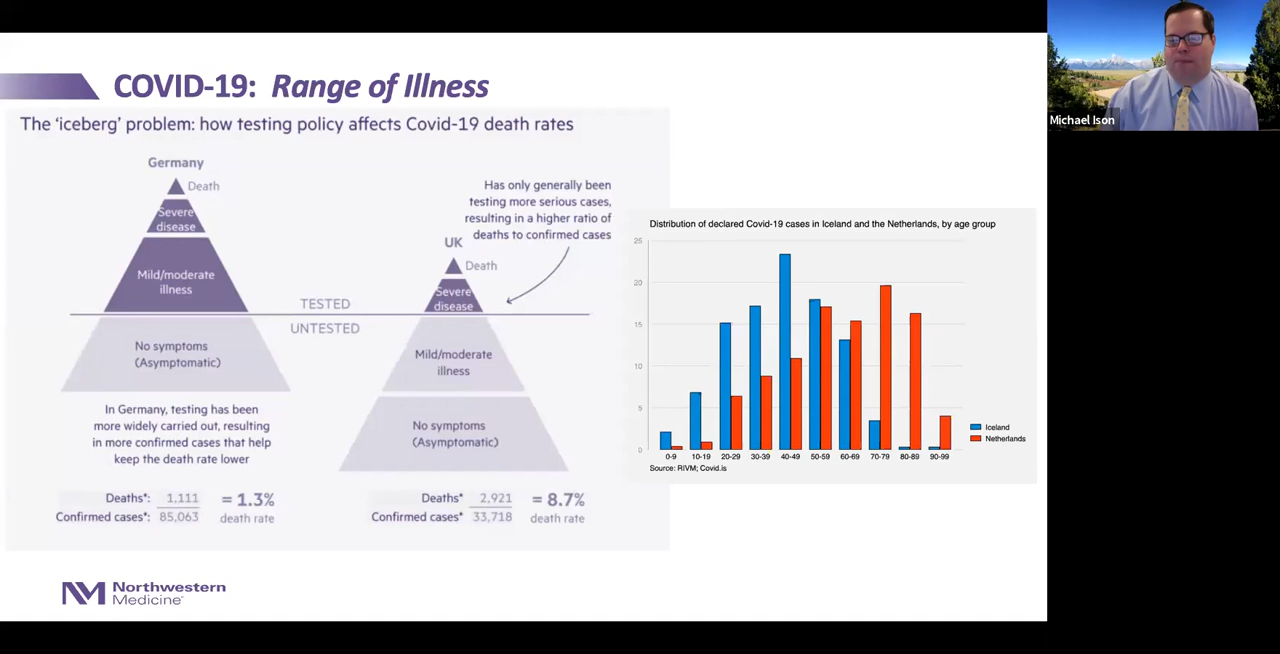 COVID-19: Range of Illness
The 'iceberg' problem: how testing policy affects Covid-19 death rates
Germany
Death
Severe
disease
Mild/moderate
illness
No symptoms
(Asymptomatic)
In Germany, testing has been
more widely carried out, resulting
in more confirmed cases that help
keep the death rate lower
Deaths*: 1,111 = 1.3%
Confirmed cases*: 85,063 death rate
TESTED
UNTESTED
Has only generally been
testing more serious cases,
resulting in a higher ratio of
deaths to confirmed cases
UK
Death
Severe
disease
Mild/moderate
illness
No symptoms
(Asymptomatic)
Deaths* 2,921 = 8.7%
Confirmed cases* 33,718 death rate
Distribution of declared Covid-19 cases in Iceland and the Netherlands, by age group
25
20
15
10
5
0
0-9 10-19 20-29 30-39 40-49 50-59 60-69 70-79 80-89 90-99
Iceland
Netherlands
Source: RIVM; Covid.is
Northwestern
Medicine
Michael Ison